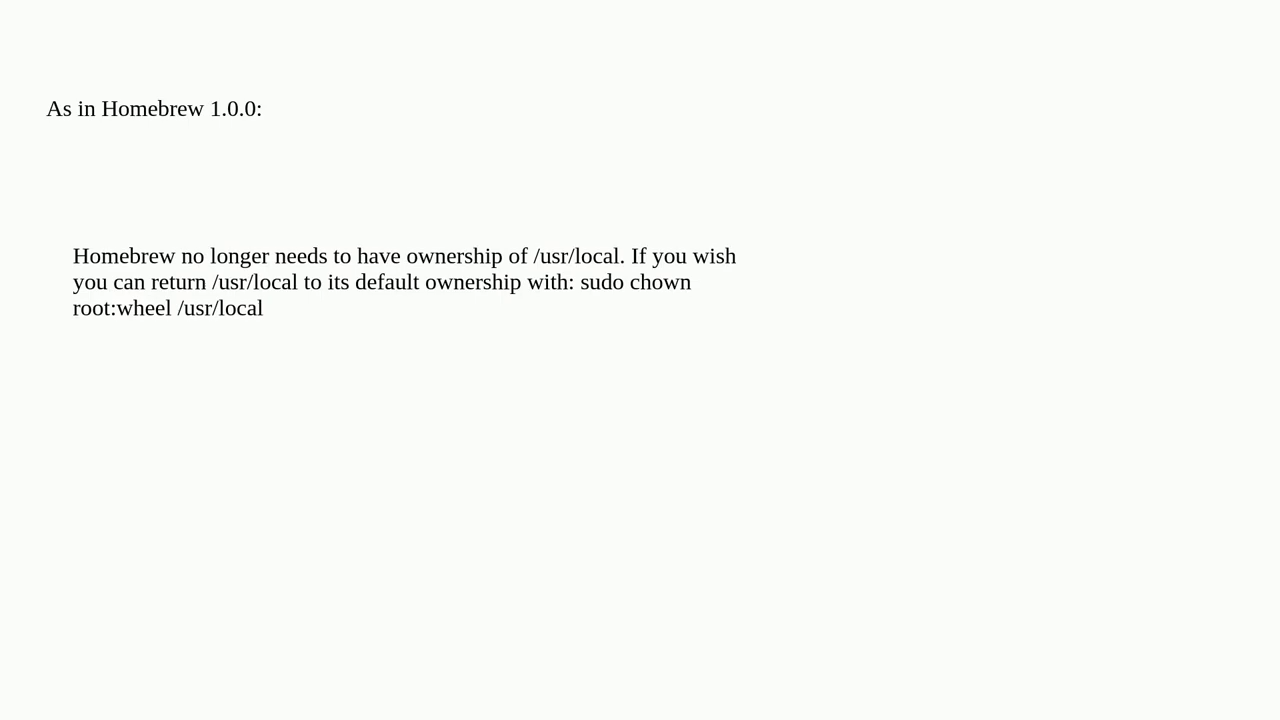 As in Homebrew 1.0.0:
Homebrew no longer needs to have ownership of /usr/local. If you wish
you can return /usr/local to its default ownership with: sudo chown
root:wheel /usr/local